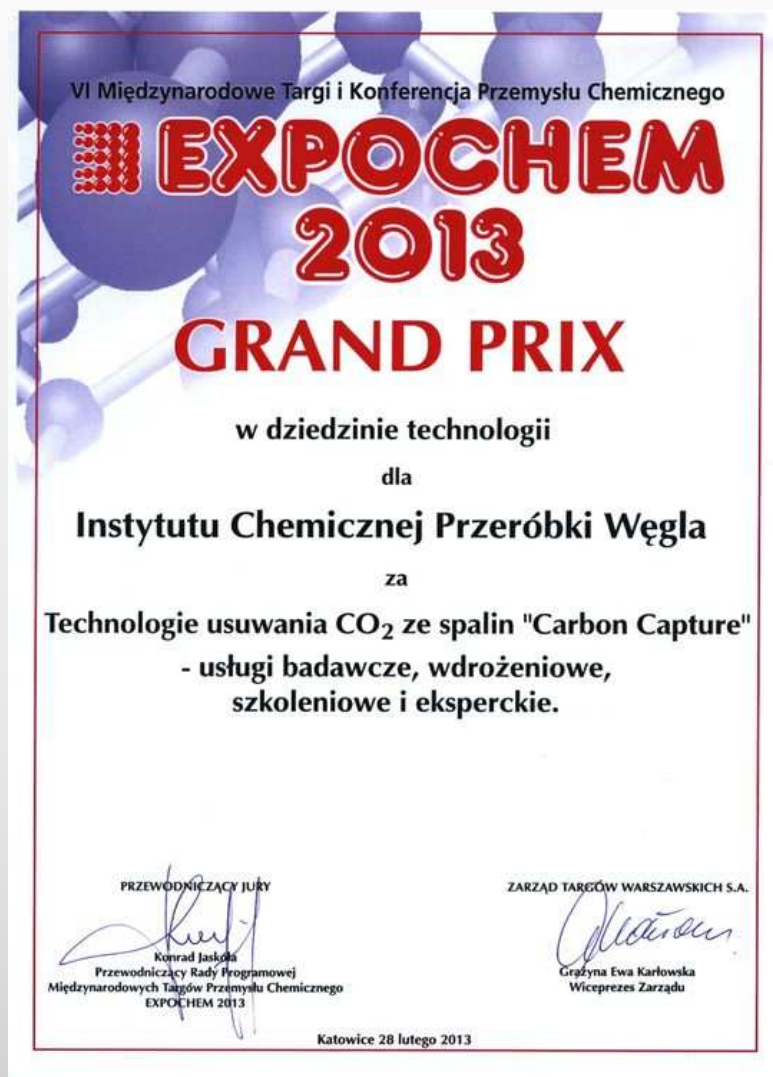 VI Międzynarodowe Targi i Konferencja Przemysłu Chemicznego
EXPOCHEM
2013
GRAND PRIX
w dziedzinie technologii
dla
Instytutu Chemicznej Przeróbki Węgla
za
Technologie usuwania CO₂ ze spalin "Carbon Capture"
- usługi badawcze, wdrożeniowe,
szkoleniowe i eksperckie.
PRZEWODNICZĄCY JURY
Konrad Jaskóła
Przewodniczący Rady Programowej
Międzynarodowych Targów Przemysłu Chemicznego
EXPOCHEM 2013
ZARZĄD TARGÓW WARSZAWSKICH S.A.
Grażyna Ewa Karłowska
Wiceprezes Zarządu
Katowice 28 lutego 2013